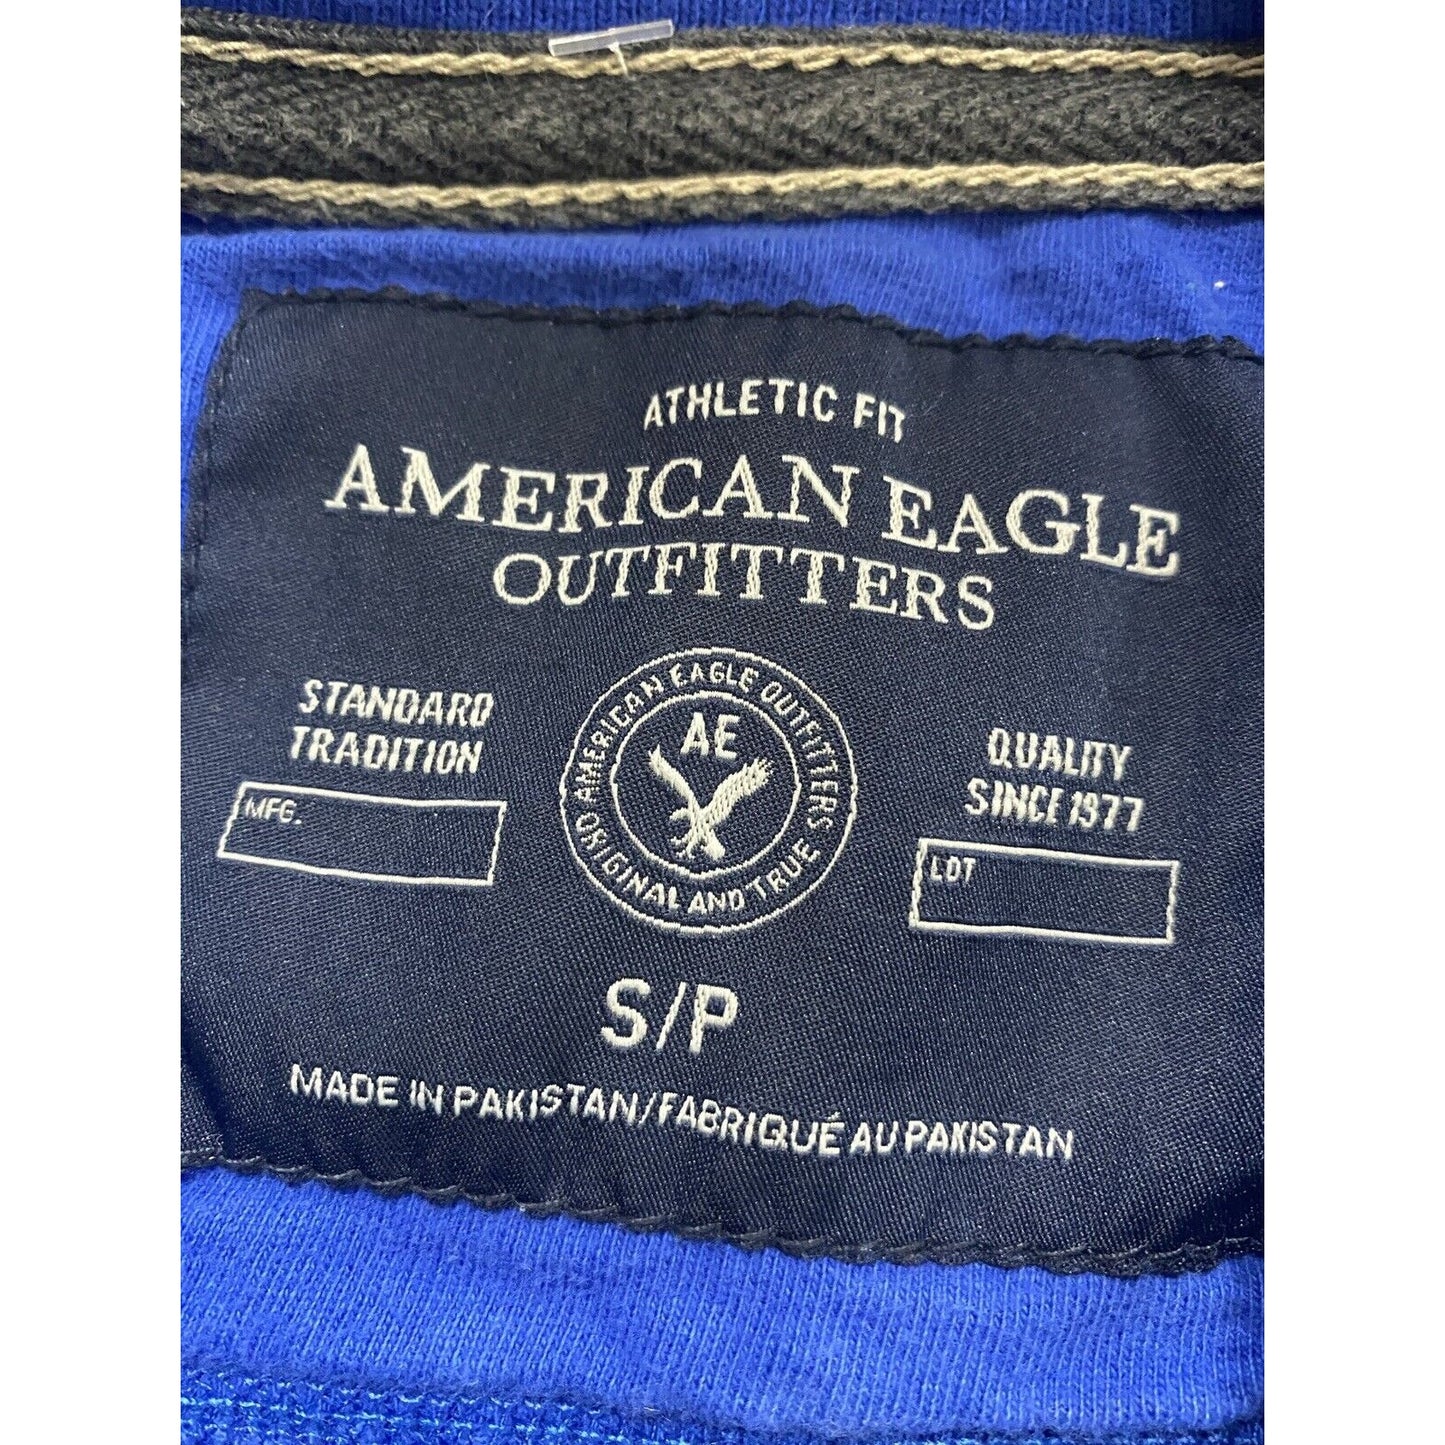 ATHLETIC FIT
AMERICAN EAGLE
OUTFITTERS
STANDARD
TRADITION
MFG.
AMERICAN EAGLE OUTFITTERS
AE
ORIGINAL AND TRUE
QUALITY
SINCE 1977
LOT
S/P
MADE IN PAKISTAN/FABRIQUÉ AU PAKISTAN